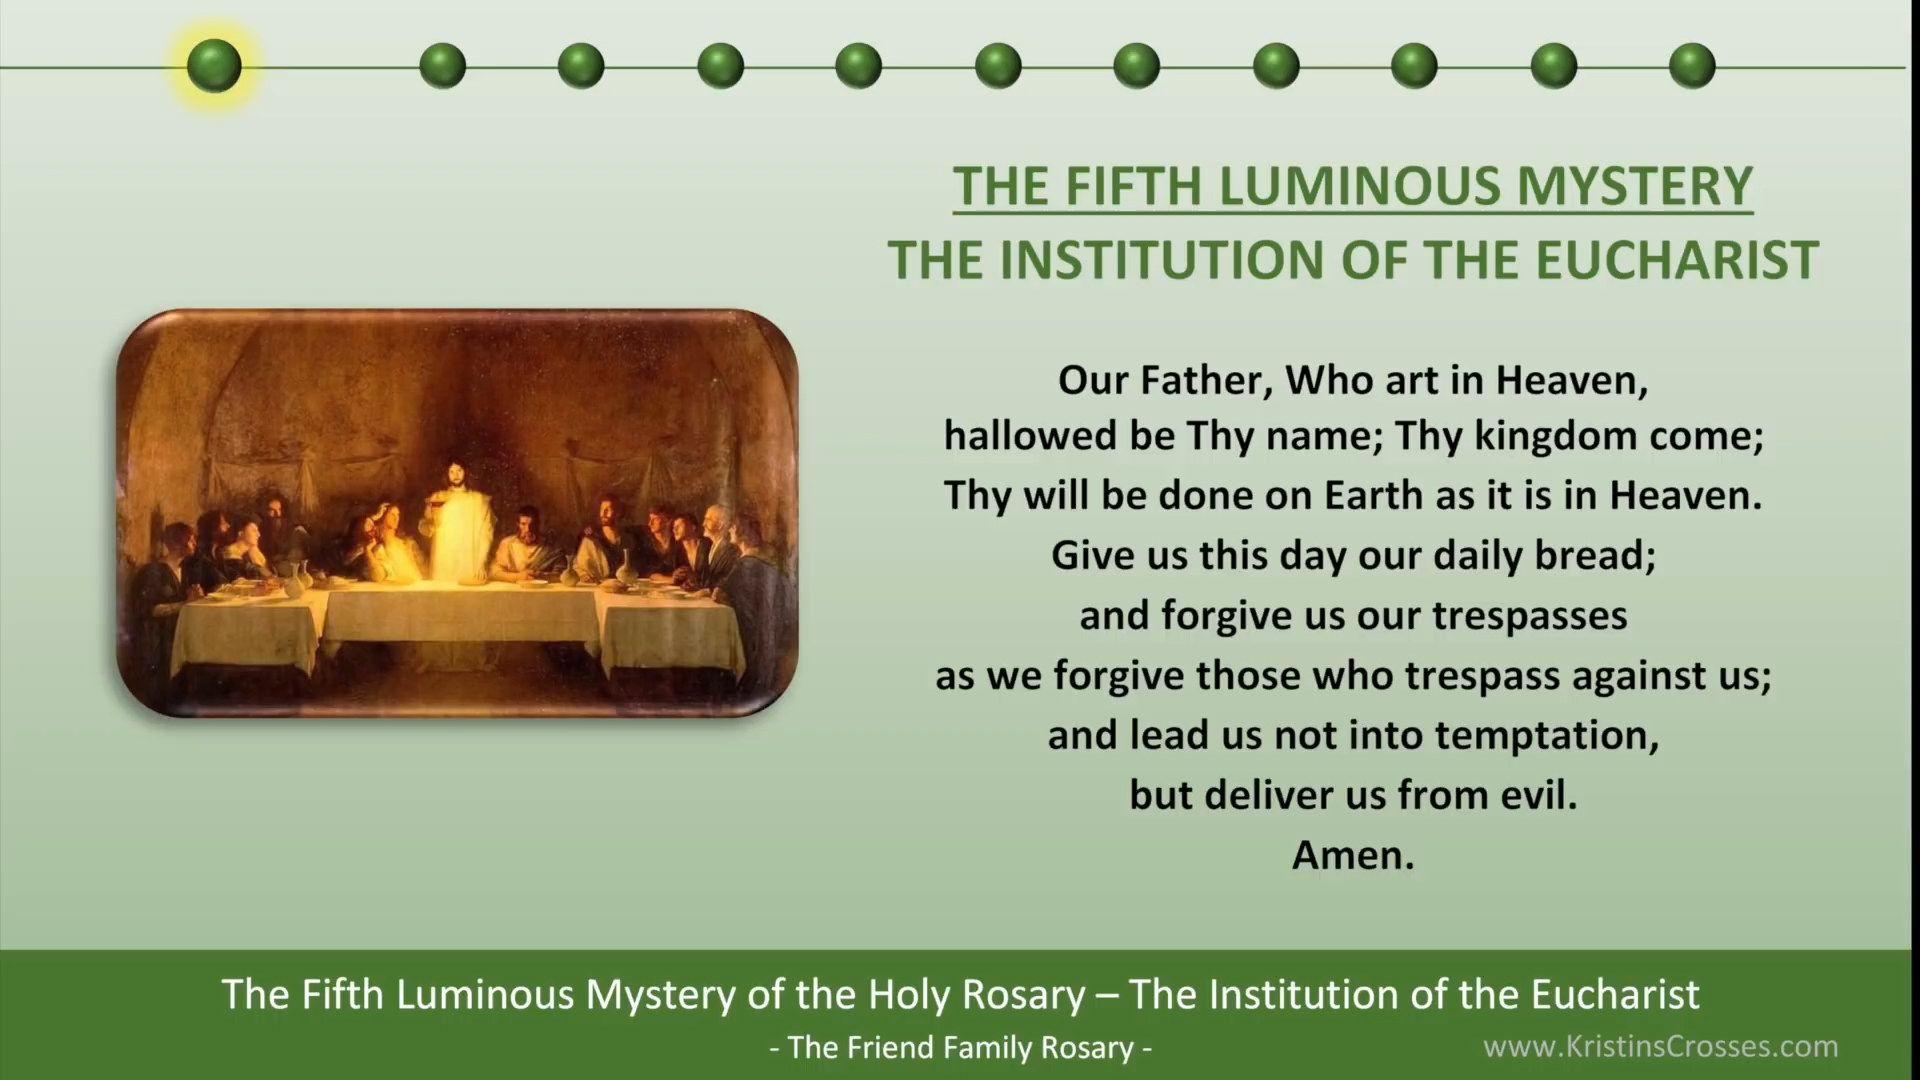 THE FIFTH LUMINOUS MYSTERY
THE INSTITUTION OF THE EUCHARIST
Our Father, Who art in Heaven,
hallowed be Thy name; Thy kingdom come;
Thy will be done on Earth as it is in Heaven.
Give us this day our daily bread;
and forgive us our trespasses
as we forgive those who trespass against us;
and lead us not into temptation,
but deliver us from evil.
Amen.
The Fifth Luminous Mystery of the Holy Rosary – The Institution of the Eucharist
- The Friend Family Rosary -
www.KristinsCrosses.com